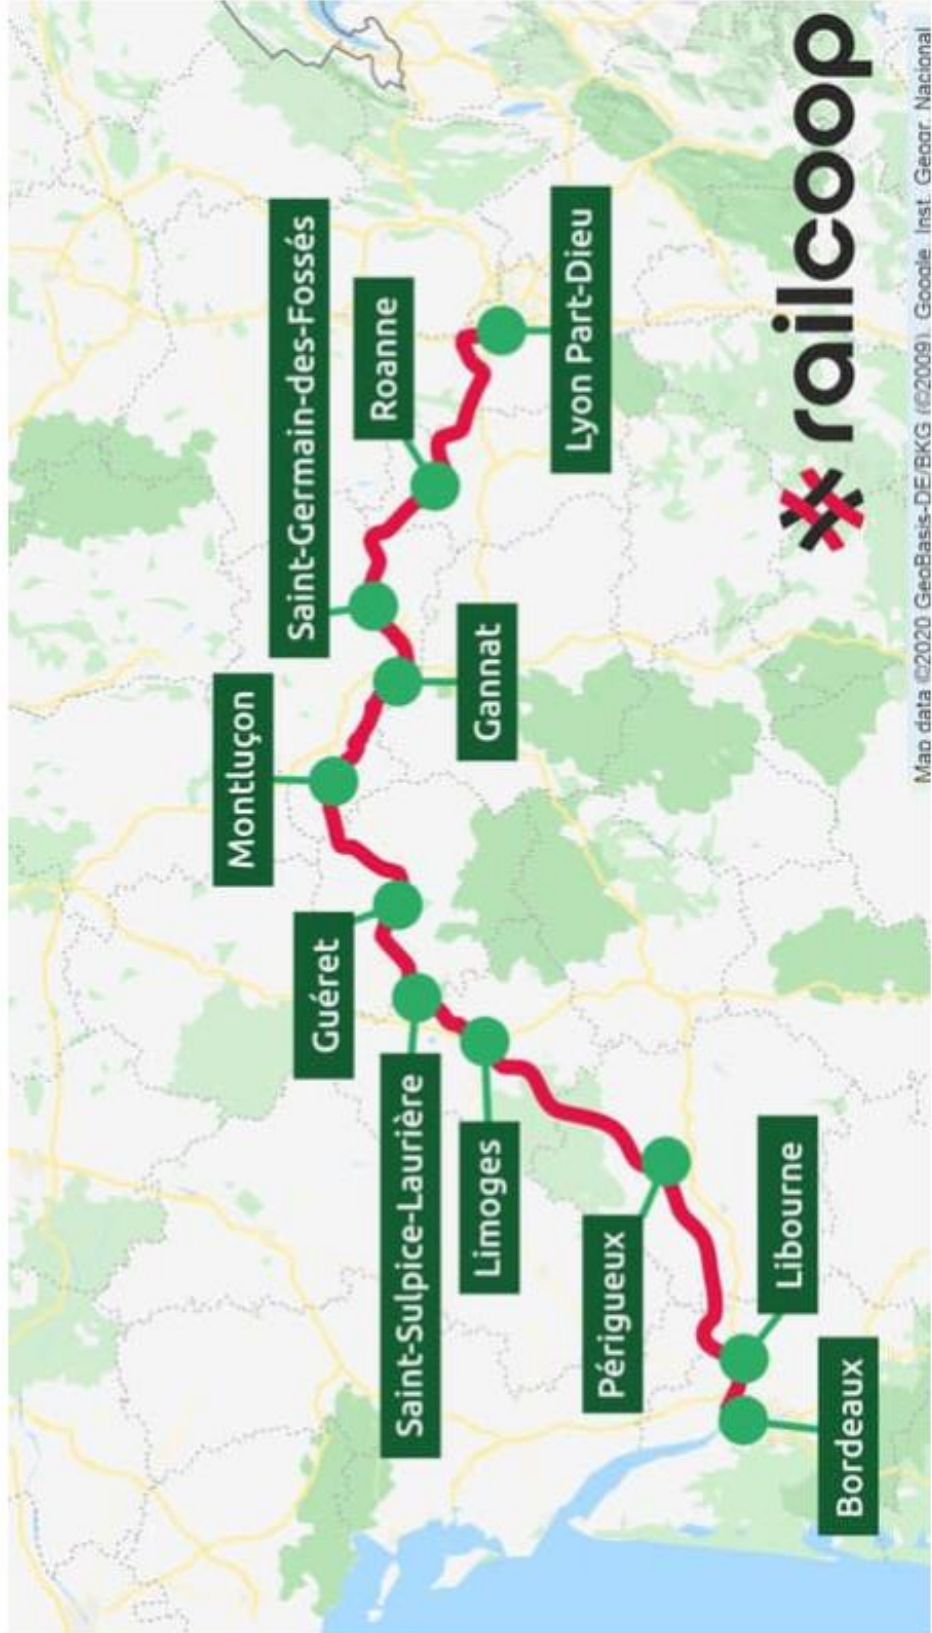 Montluçon
Saint-Germain-des-Fossés
Guéret
Roanne
Saint-Sulpice-Laurière
Gannat
Limoges
Lyon Part-Dieu
Périgueux
Libourne
Bordeaux
railcoop
Map data ©2020 GeoBasis-DE/BKG (©2009), Google, Inst. Geogr. Nacional